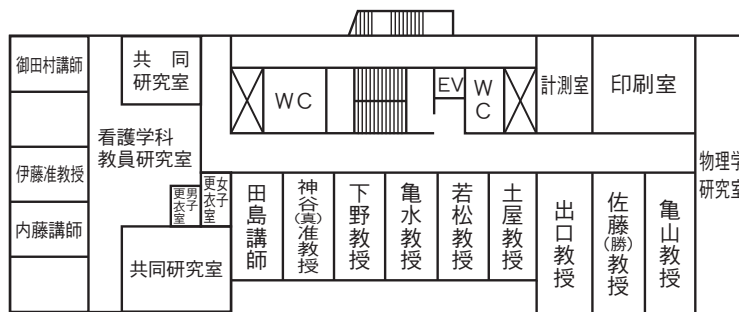 御田村講師
伊藤准教授
内藤講師
共　同
研究室
看護学科
教員研究室
男子
更衣室
女子
更衣室
共同研究室
WC
EV
WC
計測室
印刷室
物理学
研究室
田島講師
神谷(真)准教授
下野教授
亀水教授
若松教授
土屋教授
出口教授
佐藤(勝)教授
亀山教授